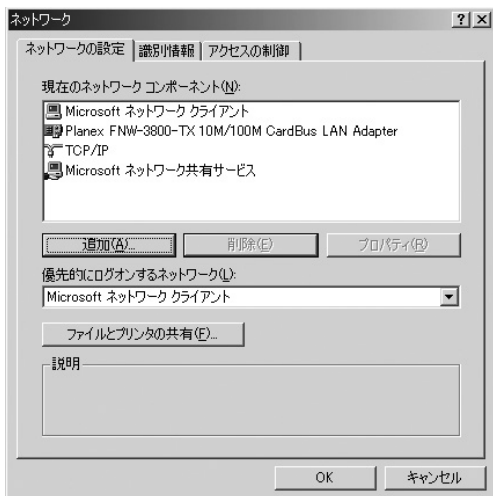 ネットワーク
ネットワークの設定 識別情報 アクセスの制御
現在のネットワーク コンポーネント(N):
Microsoft ネットワーク クライアント
Planex FNW-3800-TX 10M/100M CardBus LAN Adapter
TCP/IP
Microsoft ネットワーク共有サービス
追加(A)... 削除(E) プロパティ(R)
優先的にログオンするネットワーク(L):
Microsoft ネットワーク クライアント
ファイルとプリンタの共有(F)...
説明
OK キャンセル